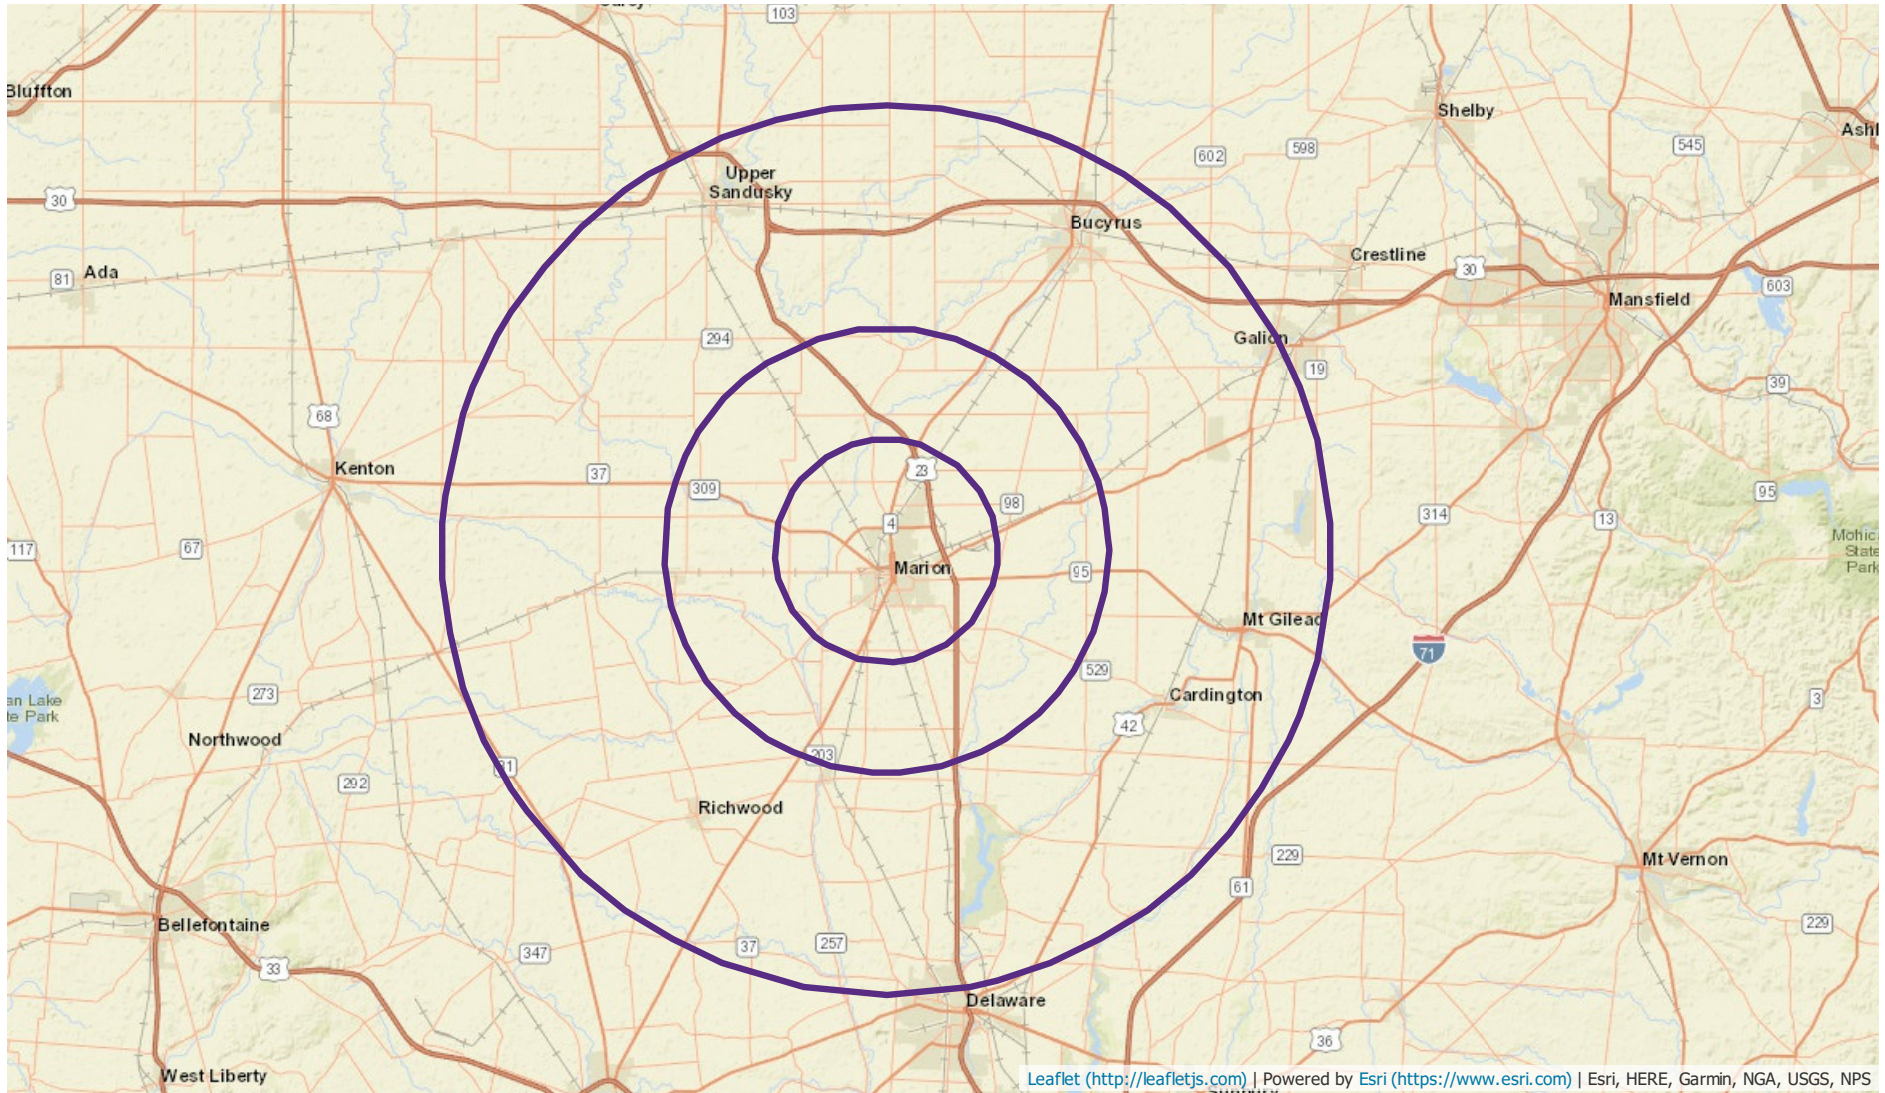 103
Bluffton
Shelby
Ashl
602
598
545
Upper
Sandusky
30
Bucyrus
Crestline
30
81
Ada
603
Mansfield
294
Galion
19
39
68
Kenton
37
23
309
98
95
4
314
13
117
67
Mohic
State
Park
Marion
95
Mt Gilead
71
529
273
an Lake
te Park
Cardington
3
42
Northwood
203
31
292
Richwood
229
Mt Vernon
61
Bellefontaine
229
37
257
347
33
Delaware
36
West Liberty
Leaflet (http://leafletjs.com) | Powered by Esri (https://www.esri.com) | Esri, HERE, Garmin, NGA, USGS, NPS